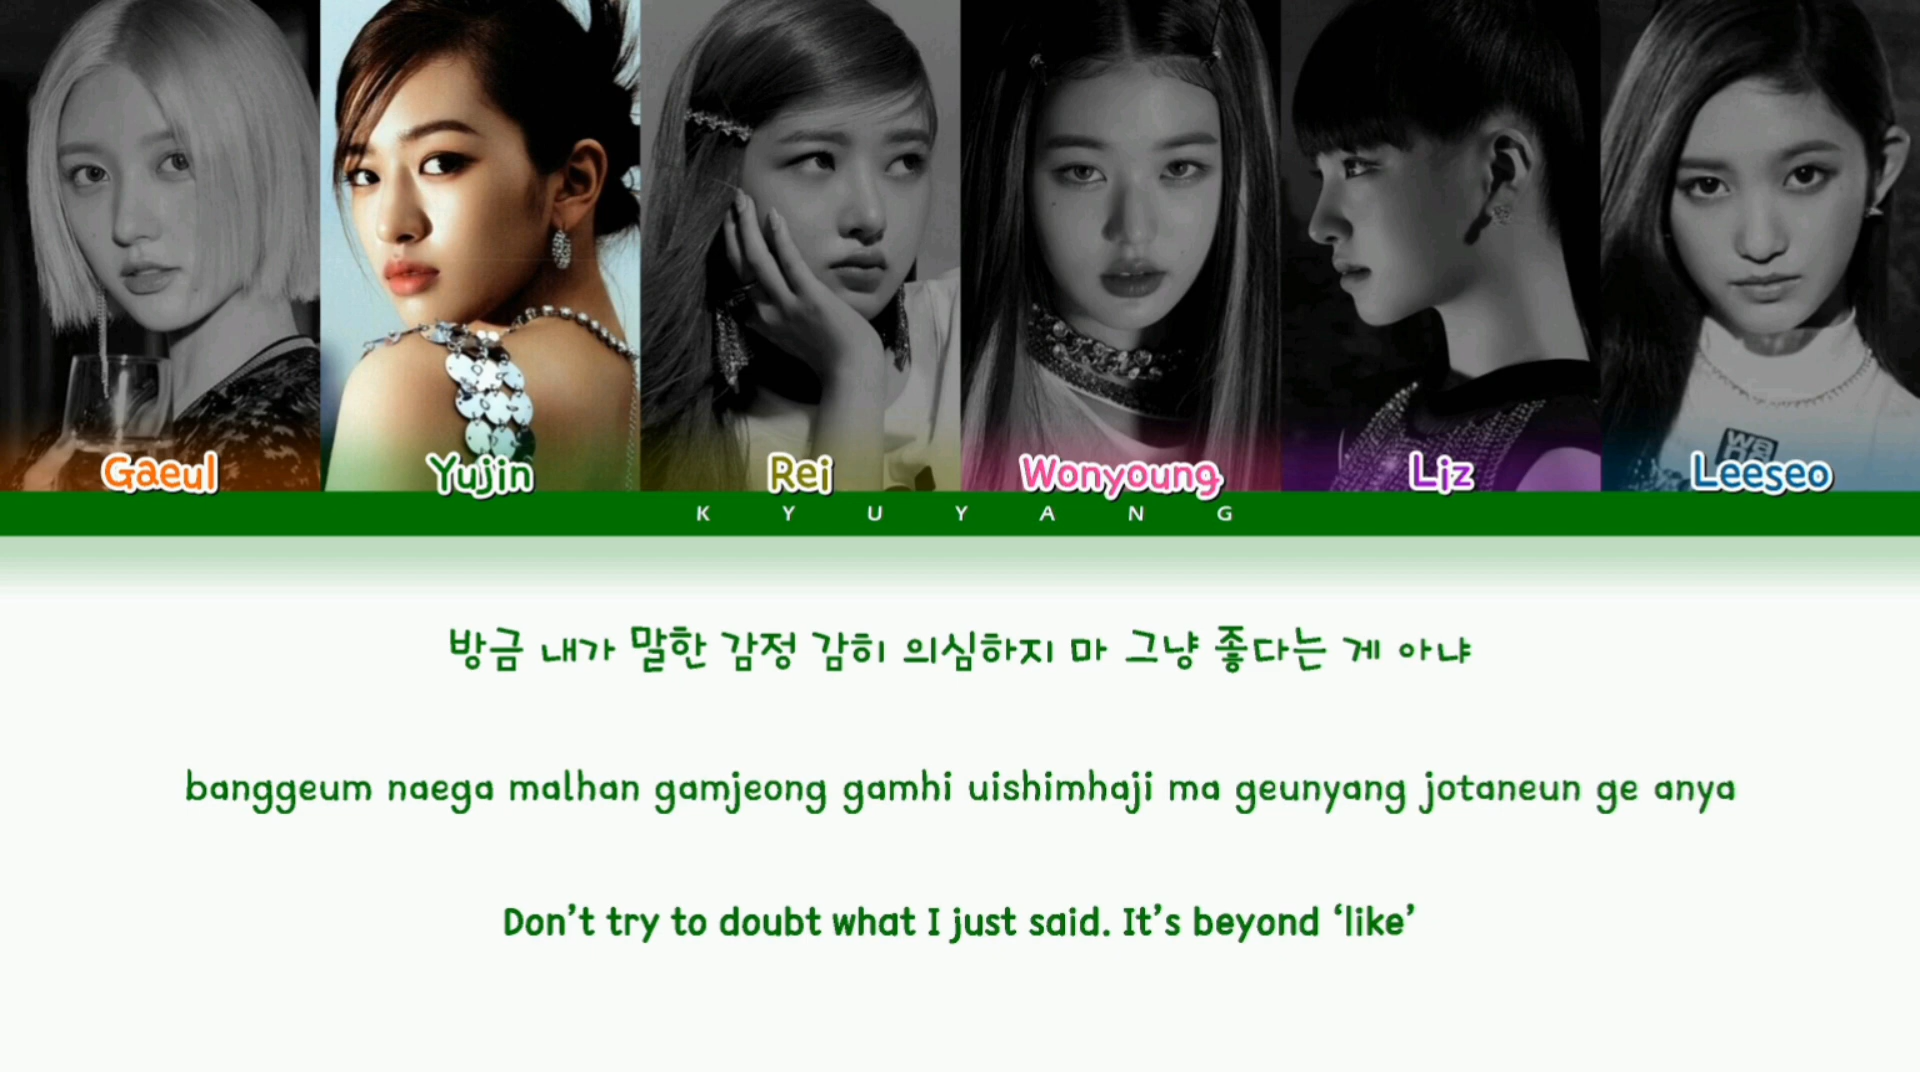 Gaeul
Yujin
Rei
Wonyoung
Liz
Leeseo
KYUYANG
방금 내가 말한 감정 감히 의심하지 마 그냥 좋다는 게 아냐
banggeum naega malhan gamjeong gamhi uishimhaji ma geunyang jotaneun ge anya
Don’t try to doubt what I just said. It’s beyond ‘like’